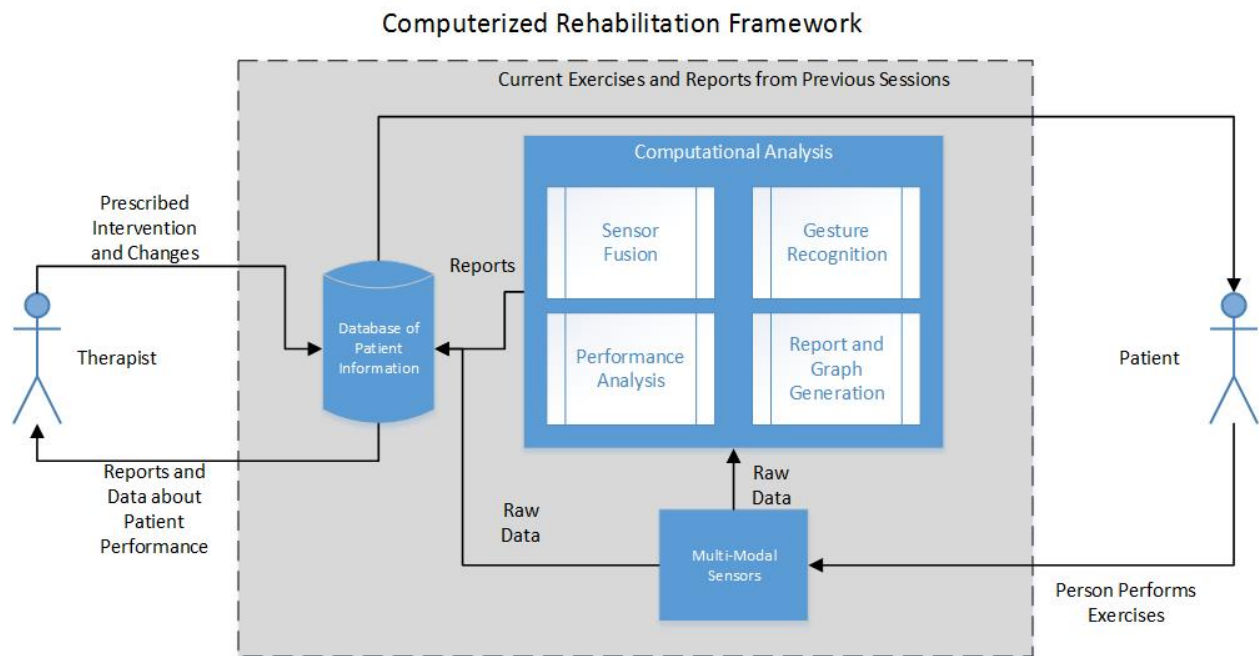 Computerized Rehabilitation Framework
Current Exercises and Reports from Previous Sessions
Computational Analysis
Prescribed
Intervention
and Changes
Sensor
Fusion
Gesture
Recognition
Reports
Database of
Patient
Information
Therapist
Performance
Analysis
Report and
Graph
Generation
Patient
Reports and
Data about
Patient
Performance
Raw
Data
Raw
Data
Multi-Modal
Sensors
Person Performs
Exercises